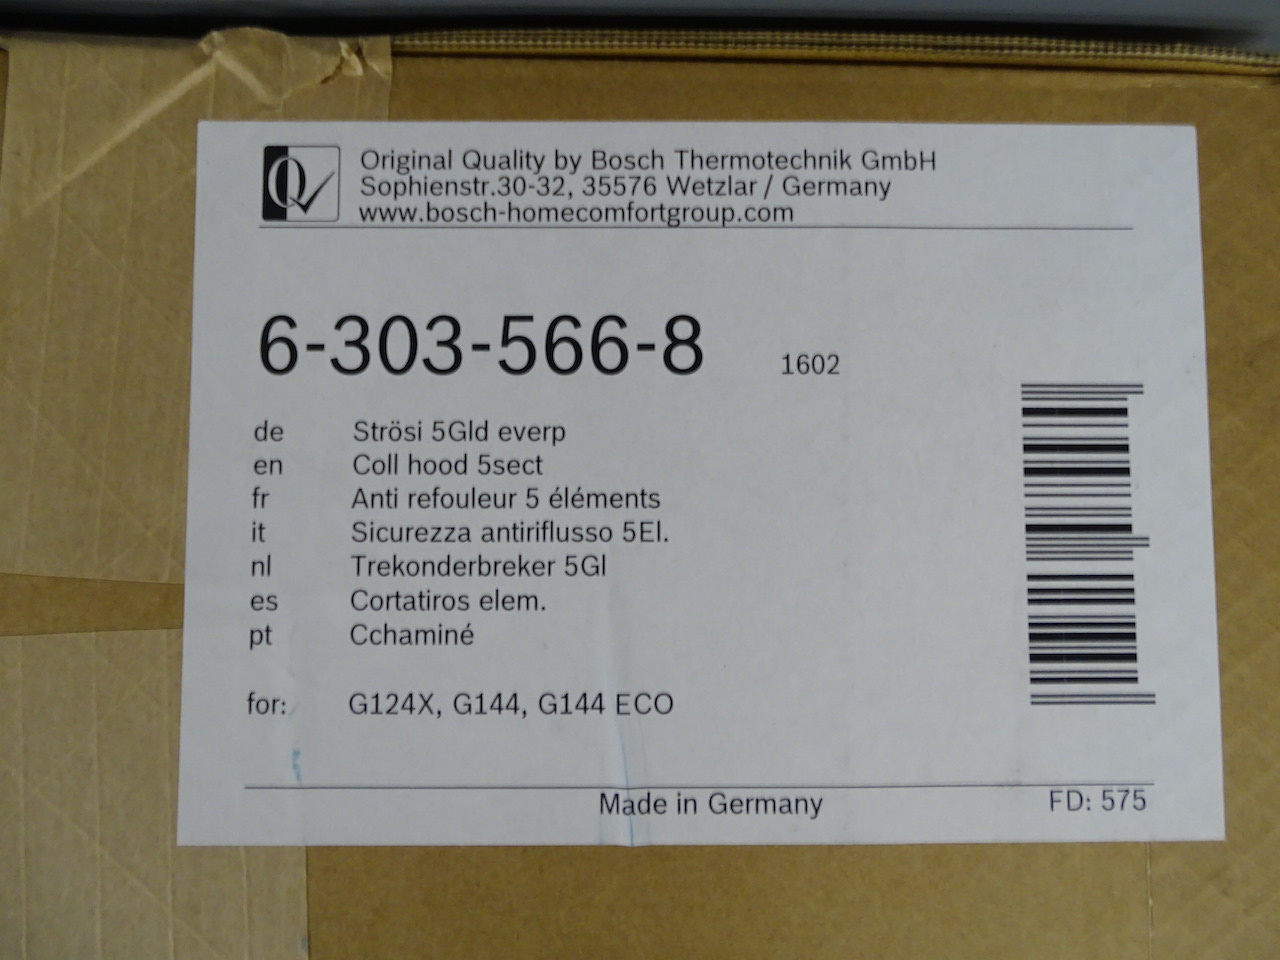 Q
Original Quality by Bosch Thermotechnik GmbH
Sophienstr.30-32, 35576 Wetzlar / Germany
www.bosch-homecomfortgroup.com
6-303-566-8 1602
de Strösi 5Gld everp
en Coll hood 5sect
fr Anti refouleur 5 éléments
it Sicurezza antiriflusso 5El.
nl Trekonderbreker 5Gl
es Cortatiros elem.
pt Cchaminé
for: G124X, G144, G144 ECO
Made in Germany FD: 575